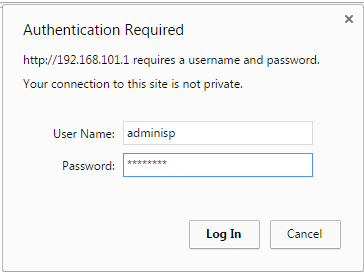 Authentication Required
http://192.168.101.1 requires a username and password.
Your connection to this site is not private.
User Name: adminisp
Password: ********
Log In Cancel